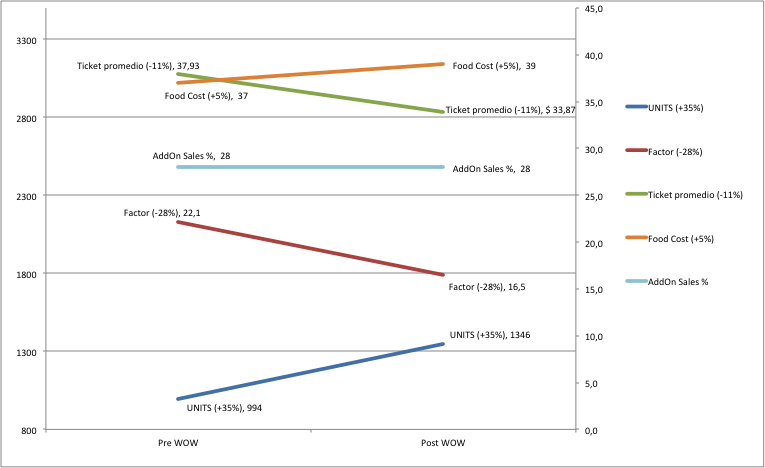 45,0
3300
40,0
Ticket promedio (-11%), 37,93
Food Cost (+5%), 39
Food Cost (+5%), 37
35,0
Ticket promedio (-11%), $ 33,87
2800
UNITS (+35%)
30,0
Factor (-28%)
AddOn Sales %, 28
AddOn Sales %, 28
2300
25,0
Ticket promedio (-11%)
Factor (-28%), 22,1
20,0
Food Cost (+5%)
1800
15,0
AddOn Sales %
Factor (-28%), 16,5
UNITS (+35%), 1346
10,0
1300
5,0
UNITS (+35%), 994
800
0,0
Pre WOW
Post WOW